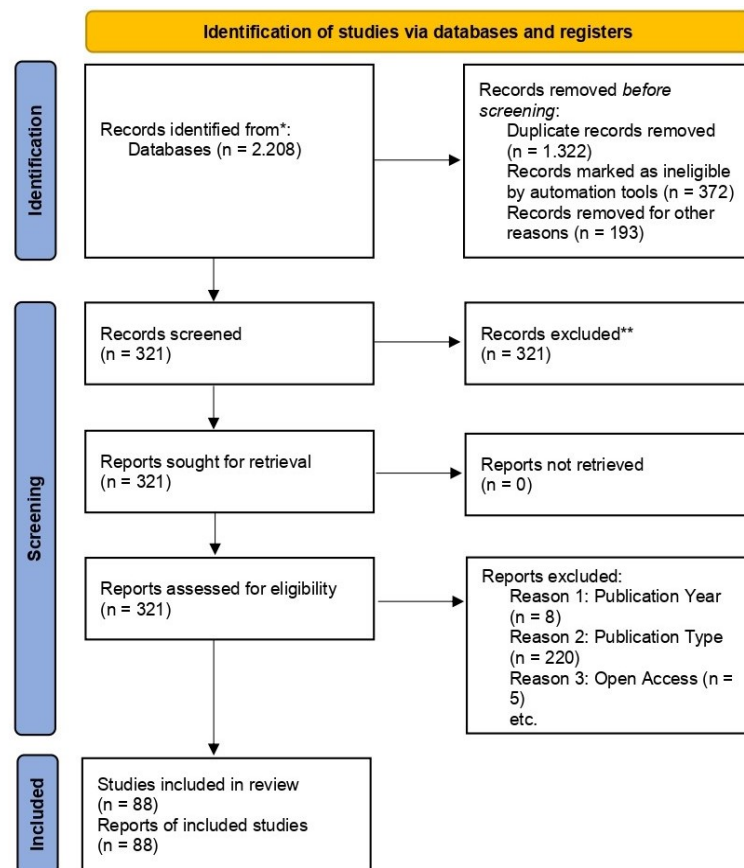 Identification of studies via databases and registers
Identification
Records identified from*:
Databases (n = 2.208)
Records removed before
screening:
Duplicate records removed
(n = 1.322)
Records marked as ineligible
by automation tools (n = 372)
Records removed for other
reasons (n = 193)
Screening
Records screened
(n = 321)
Records excluded**
(n = 321)
Reports sought for retrieval
(n = 321)
Reports not retrieved
(n = 0)
Reports assessed for eligibility
(n = 321)
Reports excluded:
Reason 1: Publication Year
(n = 8)
Reason 2: Publication Type
(n = 220)
Reason 3: Open Access (n =
5)
etc.
Included
Studies included in review
(n = 88)
Reports of included studies
(n = 88)